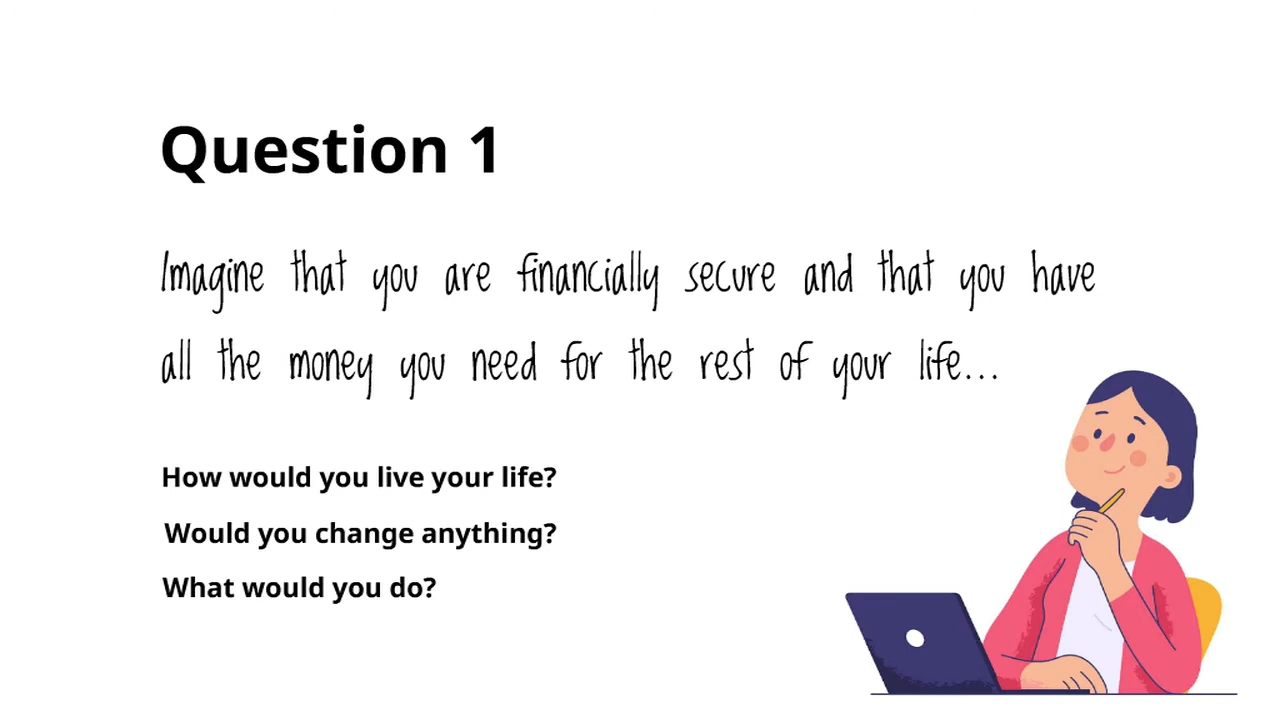 Question 1
Imagine that you are financially secure and that you have
all the money you need for the rest of your life...
How would you live your life?
Would you change anything?
What would you do?